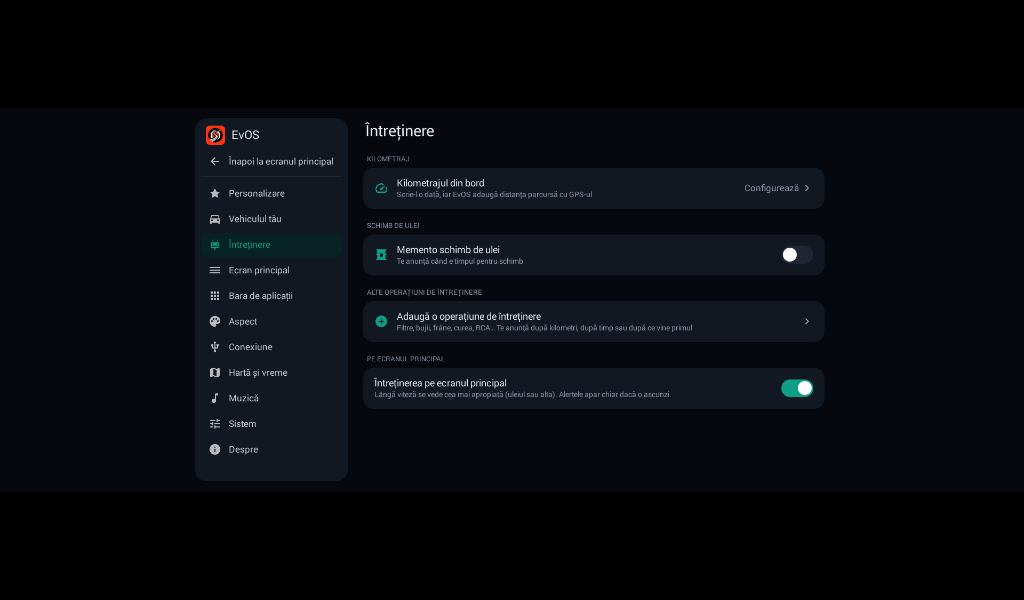 EvOS
Înapoi la ecranul principal
Personalizare
Vehiculul tău
Întreținere
Ecran principal
Bara de aplicații
Aspect
Conexiune
Hartă și vreme
Muzică
Sistem
Despre
Întreținere
KILOMETRAJ
Kilometrajul din bord
Scrie-l o dată, iar EvOS adaugă distanța parcursă cu GPS-ul
Configurează
SCHIMB DE ULEI
Memento schimb de ulei
Te anunță când e timpul pentru schimb
ALTE OPERAȚIUNI DE ÎNTREȚINERE
Adaugă o operațiune de întreținere
Filtre, bujii, frâne, curea, RCA... Te anunță după kilometri, după timp sau după ce vine primul
PE ECRANUL PRINCIPAL
Întreținerea pe ecranul principal
Lângă viteză se vede cea mai apropiată (uleiul sau alta). Alertele apar chiar dacă o ascunzi